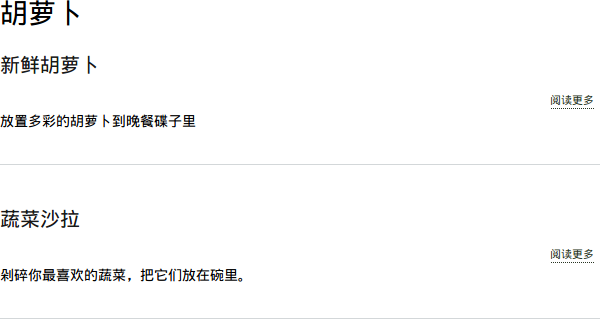 胡萝卜
新鲜胡萝卜
阅读更多
放置多彩的胡萝卜到晚餐碟子里
蔬菜沙拉
阅读更多
剁碎你最喜欢的蔬菜，把它们放在碗里。